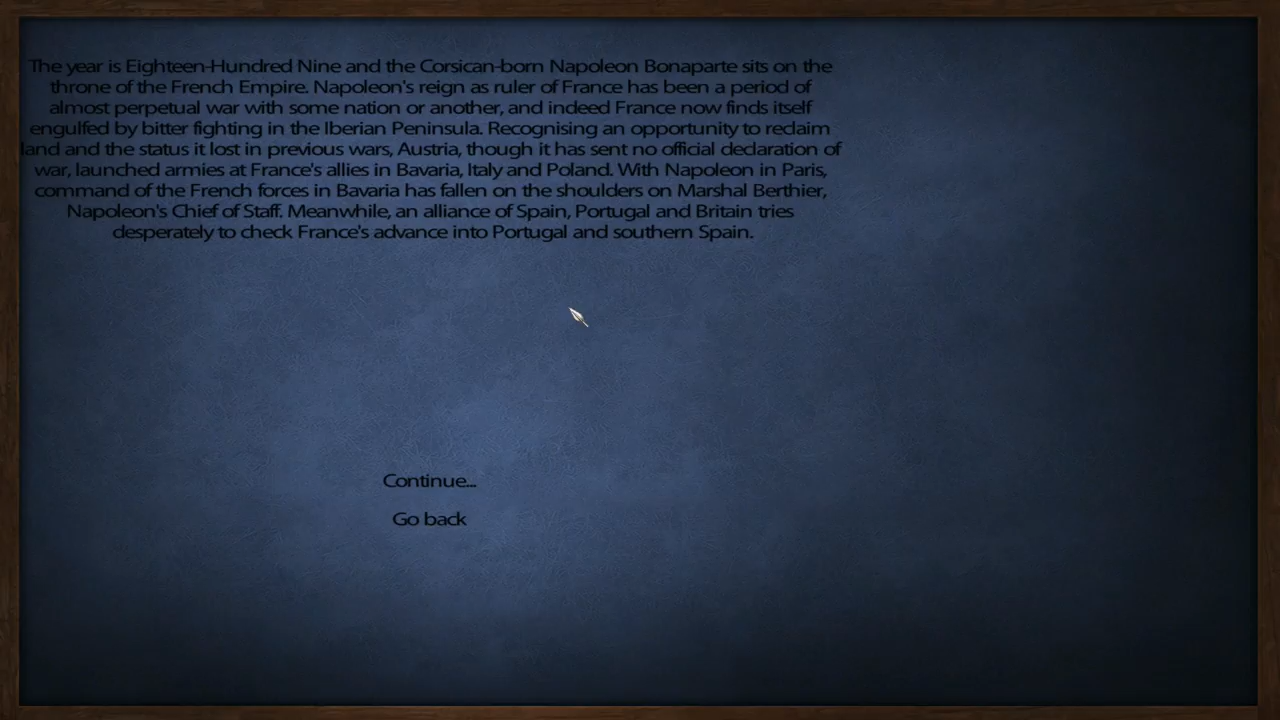 The year is Eighteen-Hundred Nine and the Corsican-born Napoleon Bonaparte sits on the
throne of the French Empire. Napoleon's reign as ruler of France has been a period of
almost perpetual war with some nation or another, and indeed France now finds itself
engulfed by bitter fighting in the Iberian Peninsula. Recognising an opportunity to reclaim
land and the status it lost in previous wars, Austria, though it has sent no official declaration of
war, launched armies at France's allies in Bavaria, Italy and Poland. With Napoleon in Paris,
command of the French forces in Bavaria has fallen on the shoulders on Marshal Berthier,
Napoleon's Chief of Staff. Meanwhile, an alliance of Spain, Portugal and Britain tries
desperately to check France's advance into Portugal and southern Spain.
Continue...
Go back